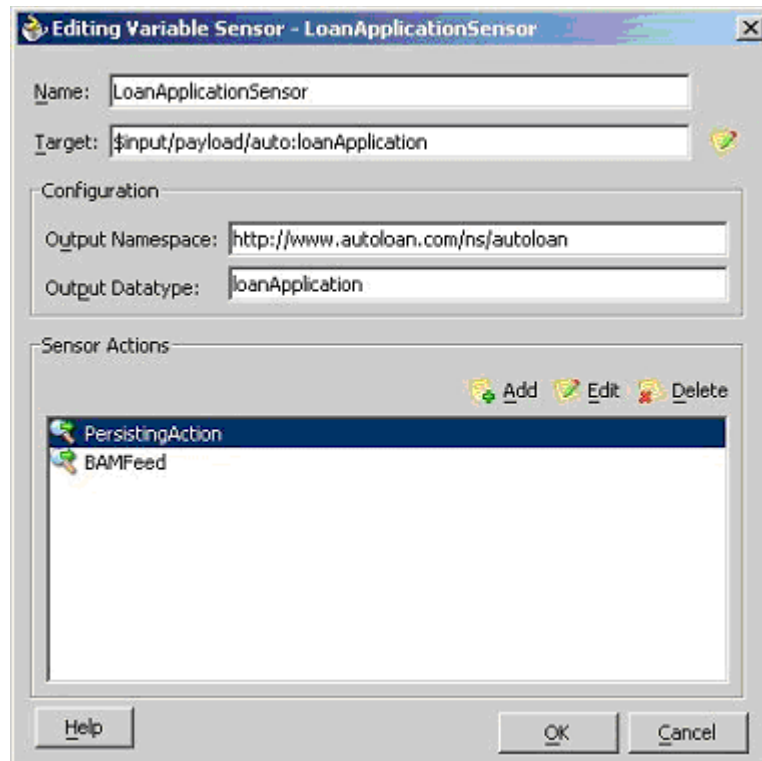 Editing Variable Sensor - LoanApplicationSensor
Name: LoanApplicationSensor
Target: $input/payload/auto:loanApplication
Configuration
Output Namespace: http://www.autoloan.com/ns/autoloan
Output Datatype: loanApplication
Sensor Actions
Add Edit Delete
PersistingAction
BAMFeed
Help OK Cancel